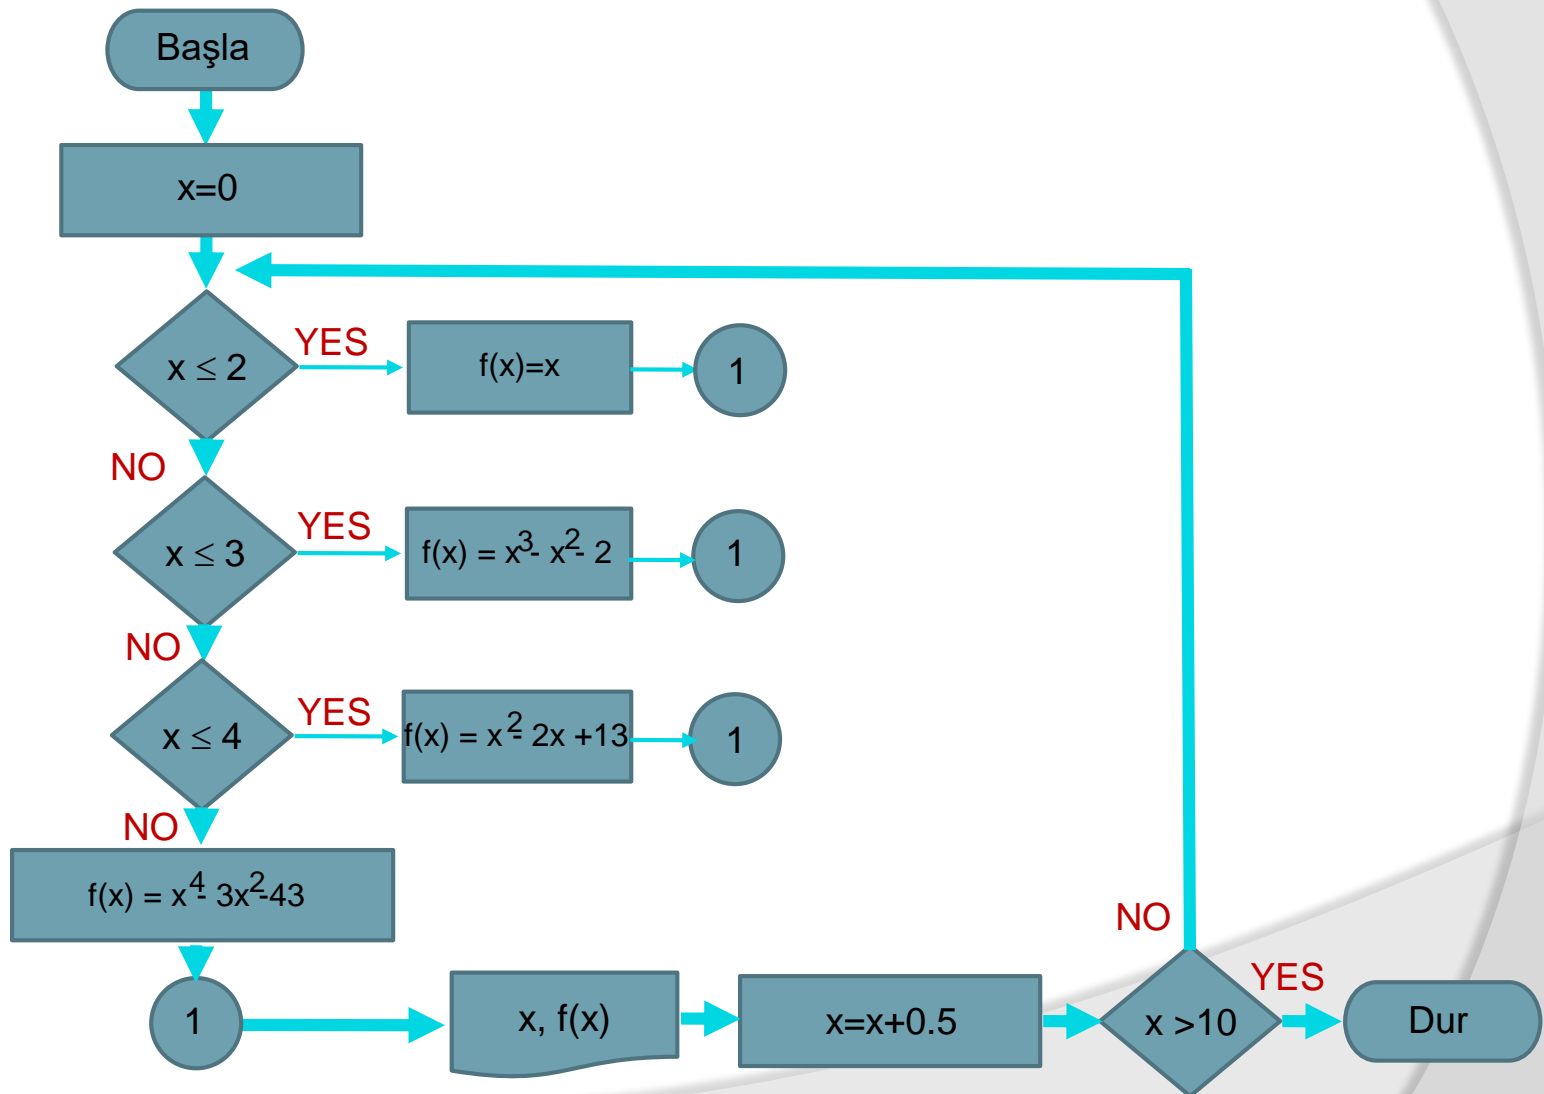 Başla
x=0
x ≤ 2
YES
f(x)=x
1
NO
x ≤ 3
YES
f(x) = x³- x²- 2
1
NO
x ≤ 4
YES
f(x) = x²- 2x +13
1
NO
f(x) = x⁴- 3x²-43
1
x, f(x)
x=x+0.5
NO
x >10
YES
Dur